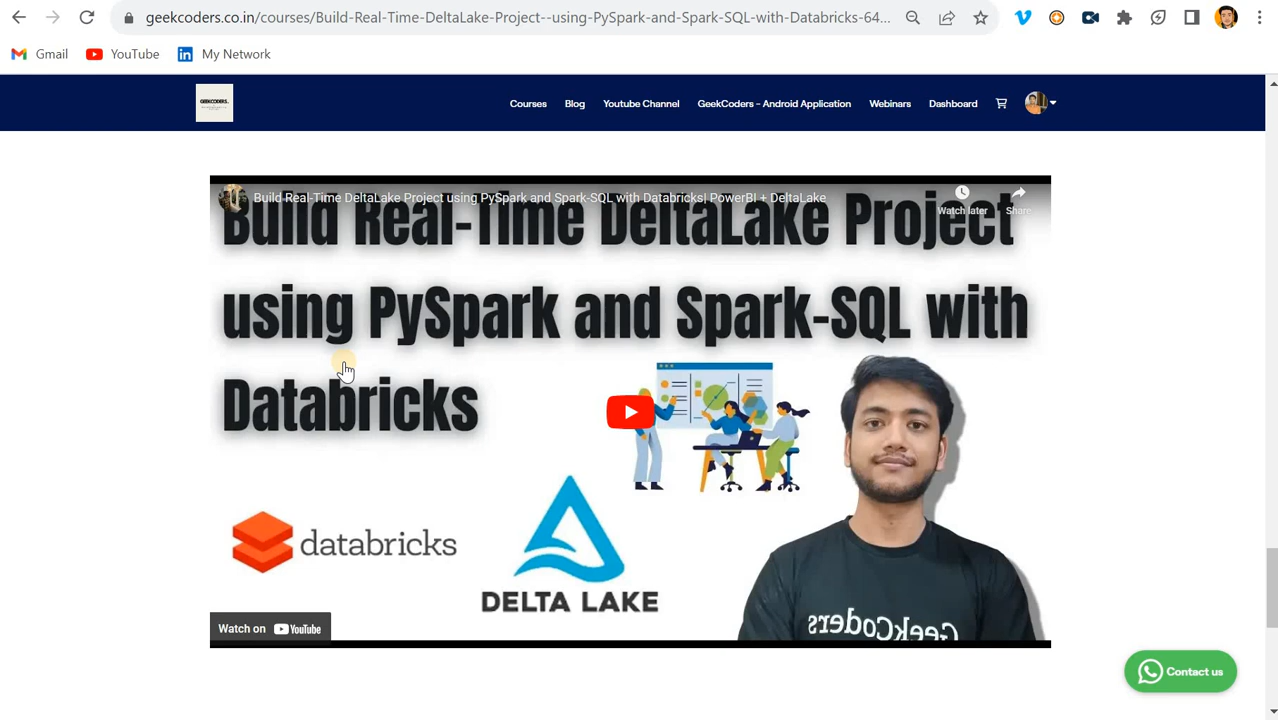 geekcoders.co.in/courses/Build-Real-Time-DeltaLake-Project--using-PySpark-and-Spark-SQL-with-Databricks-64...
Gmail YouTube My Network
GEEKCODERS Courses Blog Youtube Channel GeekCoders - Android Application Webinars Dashboard
Build Real-Time DeltaLake Project using PySpark and Spark-SQL with Databricks| PowerBI + DeltaLake
Watch later Share
Build Real-Time DeltaLake Project
using PySpark and Spark-SQL with
Databricks
databricks
DELTA LAKE
GeekCoders
Watch on YouTube
Contact us